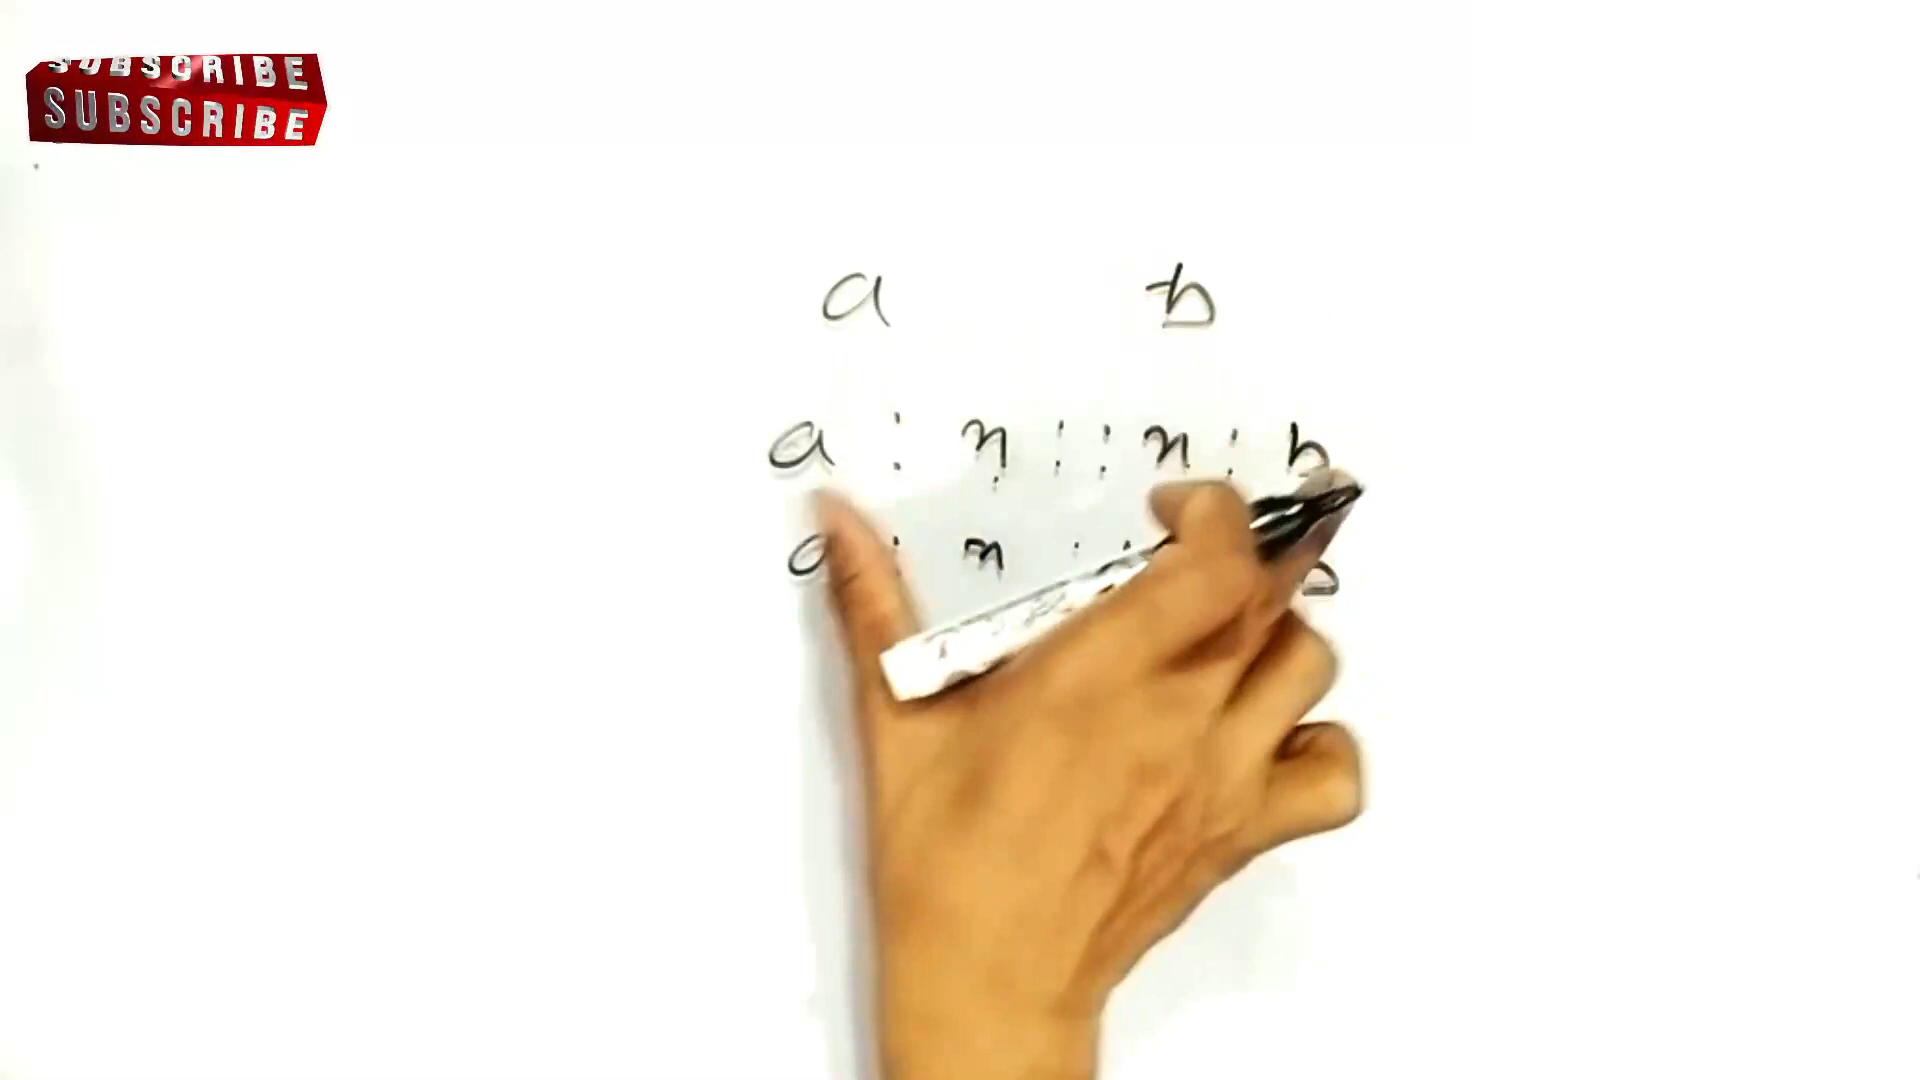 SUBSCRIBE
SUBSCRIBE
a b
a : n :: n : b
a : n :